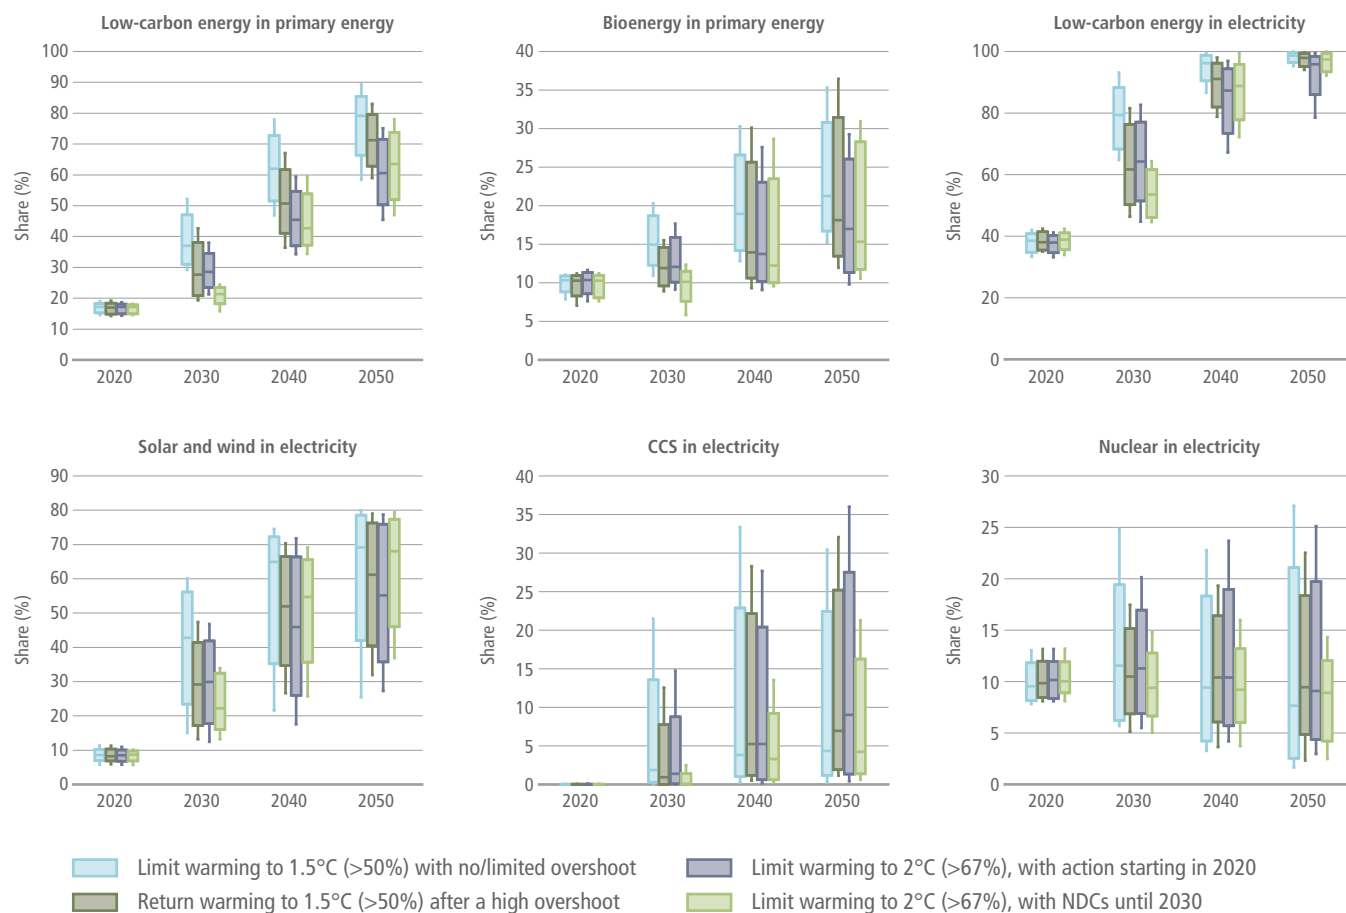 Low-carbon energy in primary energy
Share (%)
100
90
80
70
60
50
40
30
20
10
0
2020 2030 2040 2050
Bioenergy in primary energy
Share (%)
40
35
30
25
20
15
10
5
0
2020 2030 2040 2050
Low-carbon energy in electricity
Share (%)
100
80
60
40
20
0
2020 2030 2040 2050
Solar and wind in electricity
Share (%)
90
80
70
60
50
40
30
20
10
0
2020 2030 2040 2050
CCS in electricity
Share (%)
40
35
30
25
20
15
10
5
0
2020 2030 2040 2050
Nuclear in electricity
Share (%)
30
25
20
15
10
5
0
2020 2030 2040 2050
Limit warming to 1.5°C (>50%) with no/limited overshoot
Return warming to 1.5°C (>50%) after a high overshoot
Limit warming to 2°C (>67%), with action starting in 2020
Limit warming to 2°C (>67%), with NDCs until 2030